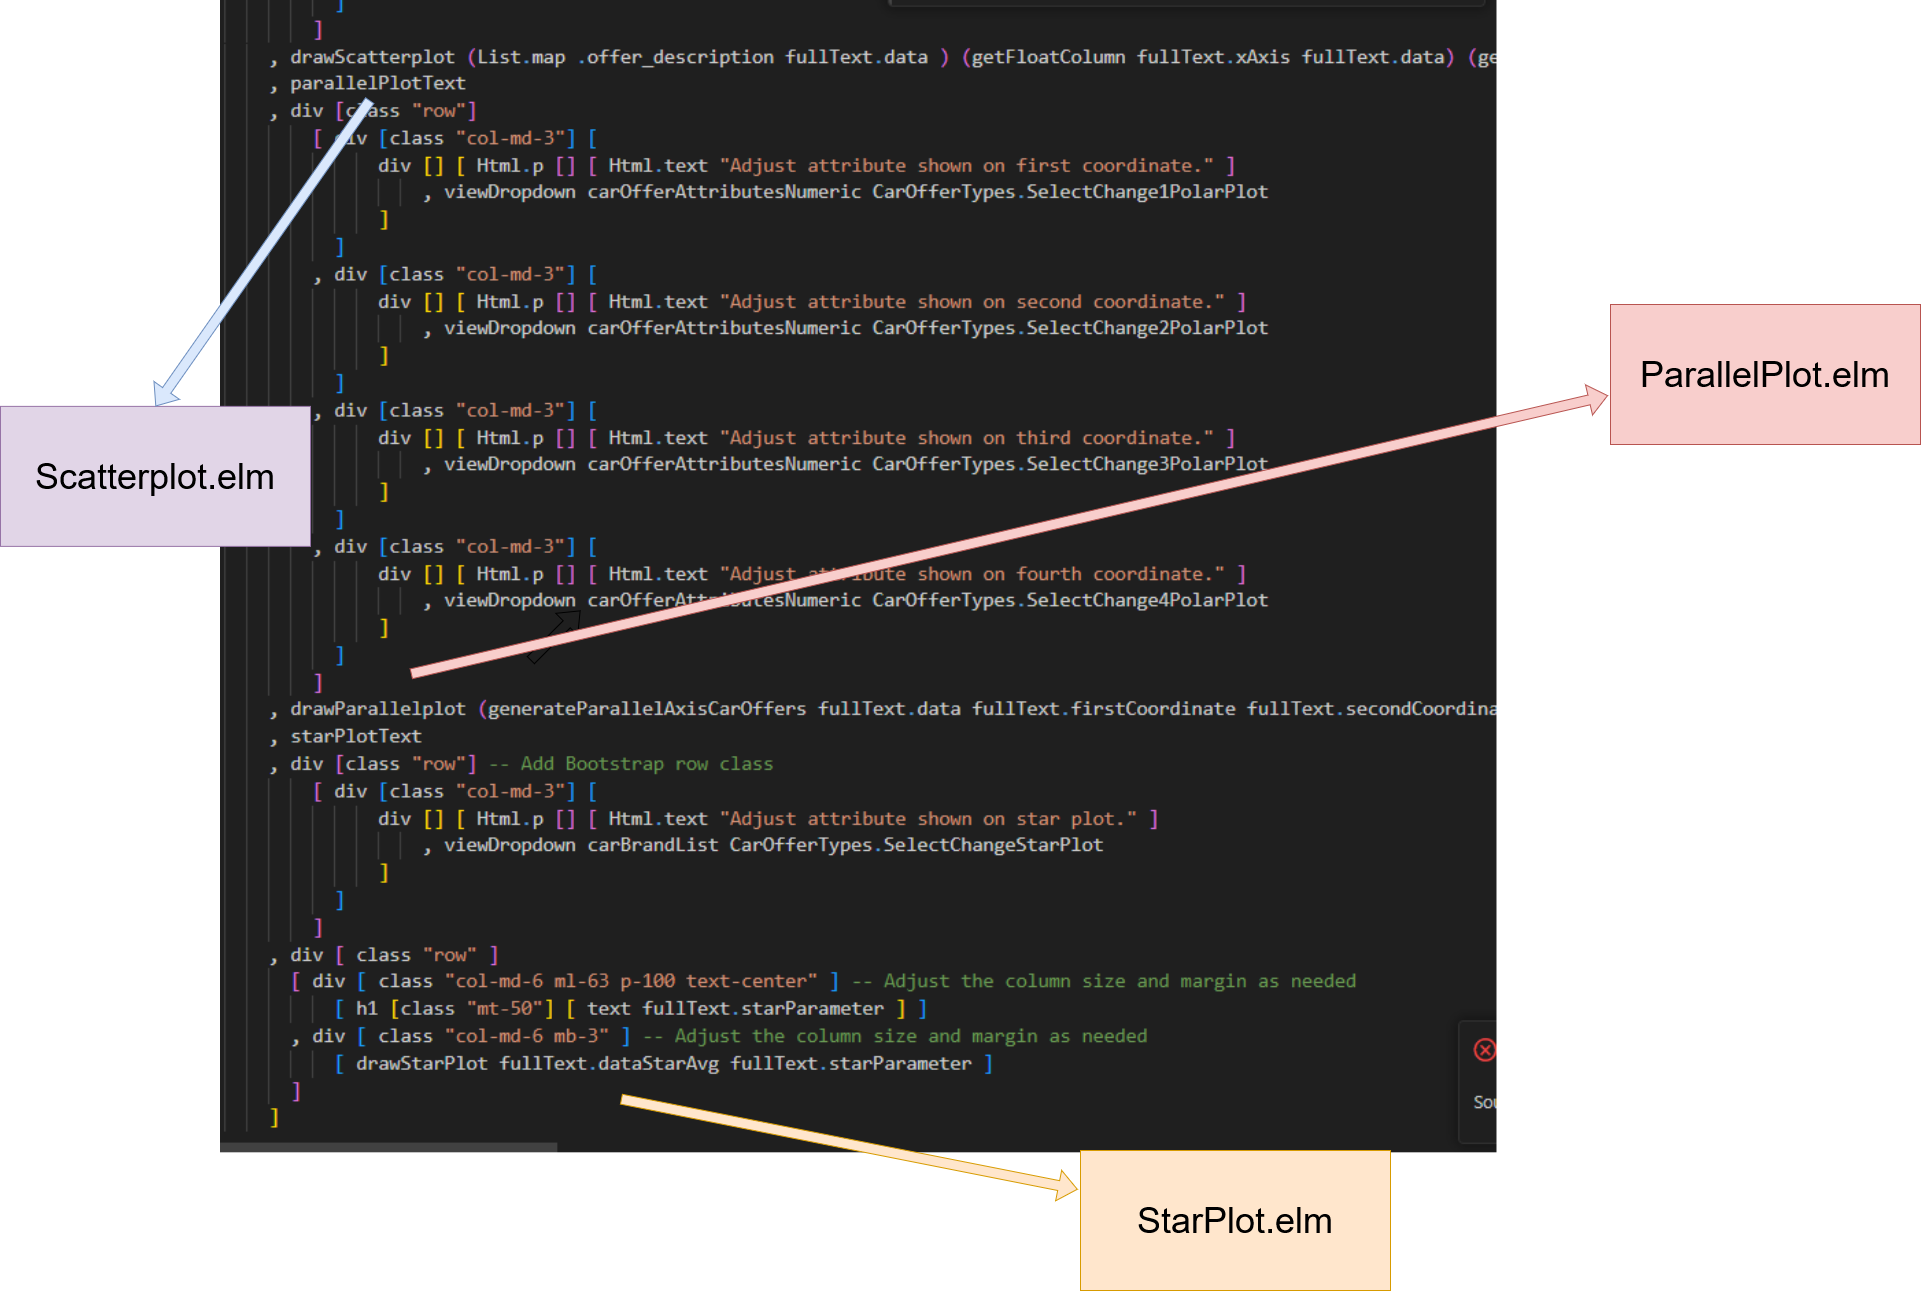 ]
]
, drawScatterplot (List.map .offer_description fullText.data ) (getFloatColumn fullText.xAxis fullText.data) (ge
, parallelPlotText
, div [class "row"]
[ div [class "col-md-3"] [
div [] [ Html.p [] [ Html.text "Adjust attribute shown on first coordinate." ]
, viewDropdown carOfferAttributesNumeric CarOfferTypes.SelectChange1PolarPlot
]
]
, div [class "col-md-3"] [
div [] [ Html.p [] [ Html.text "Adjust attribute shown on second coordinate." ]
, viewDropdown carOfferAttributesNumeric CarOfferTypes.SelectChange2PolarPlot
]
]
, div [class "col-md-3"] [
div [] [ Html.p [] [ Html.text "Adjust attribute shown on third coordinate." ]
, viewDropdown carOfferAttributesNumeric CarOfferTypes.SelectChange3PolarPlot
]
]
, div [class "col-md-3"] [
div [] [ Html.p [] [ Html.text "Adjust attribute shown on fourth coordinate." ]
, viewDropdown carOfferAttributesNumeric CarOfferTypes.SelectChange4PolarPlot
]
]
]
, drawParallelplot (generateParallelAxisCarOffers fullText.data fullText.firstCoordinate fullText.secondCoordina
, starPlotText
, div [class "row"] -- Add Bootstrap row class
[ div [class "col-md-3"] [
div [] [ Html.p [] [ Html.text "Adjust attribute shown on star plot." ]
, viewDropdown carBrandList CarOfferTypes.SelectChangeStarPlot
]
]
]
, div [ class "row" ]
[ div [ class "col-md-6 ml-63 p-100 text-center" ] -- Adjust the column size and margin as needed
[ h1 [class "mt-50"] [ text fullText.starParameter ] ]
, div [ class "col-md-6 mb-3" ] -- Adjust the column size and margin as needed
[ drawStarPlot fullText.dataStarAvg fullText.starParameter ]
]
]
Sou
Scatterplot.elm
ParallelPlot.elm
StarPlot.elm